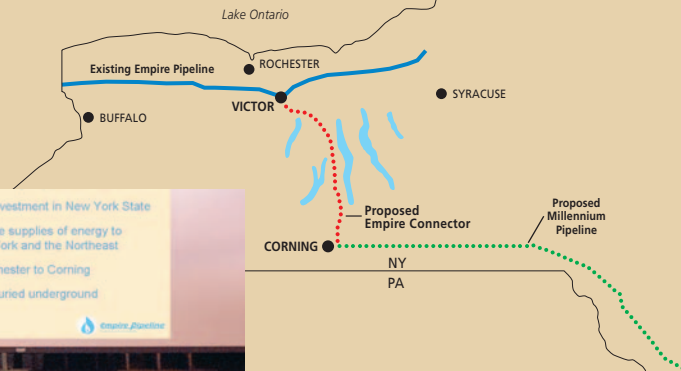 Lake Ontario
ROCHESTER
Existing Empire Pipeline
SYRACUSE
VICTOR
BUFFALO
Proposed
Empire Connector
Proposed
Millennium
Pipeline
CORNING
NY
PA
vestment in New York State
e supplies of energy to
ork and the Northeast
hester to Corning
uried underground
empire pipeline